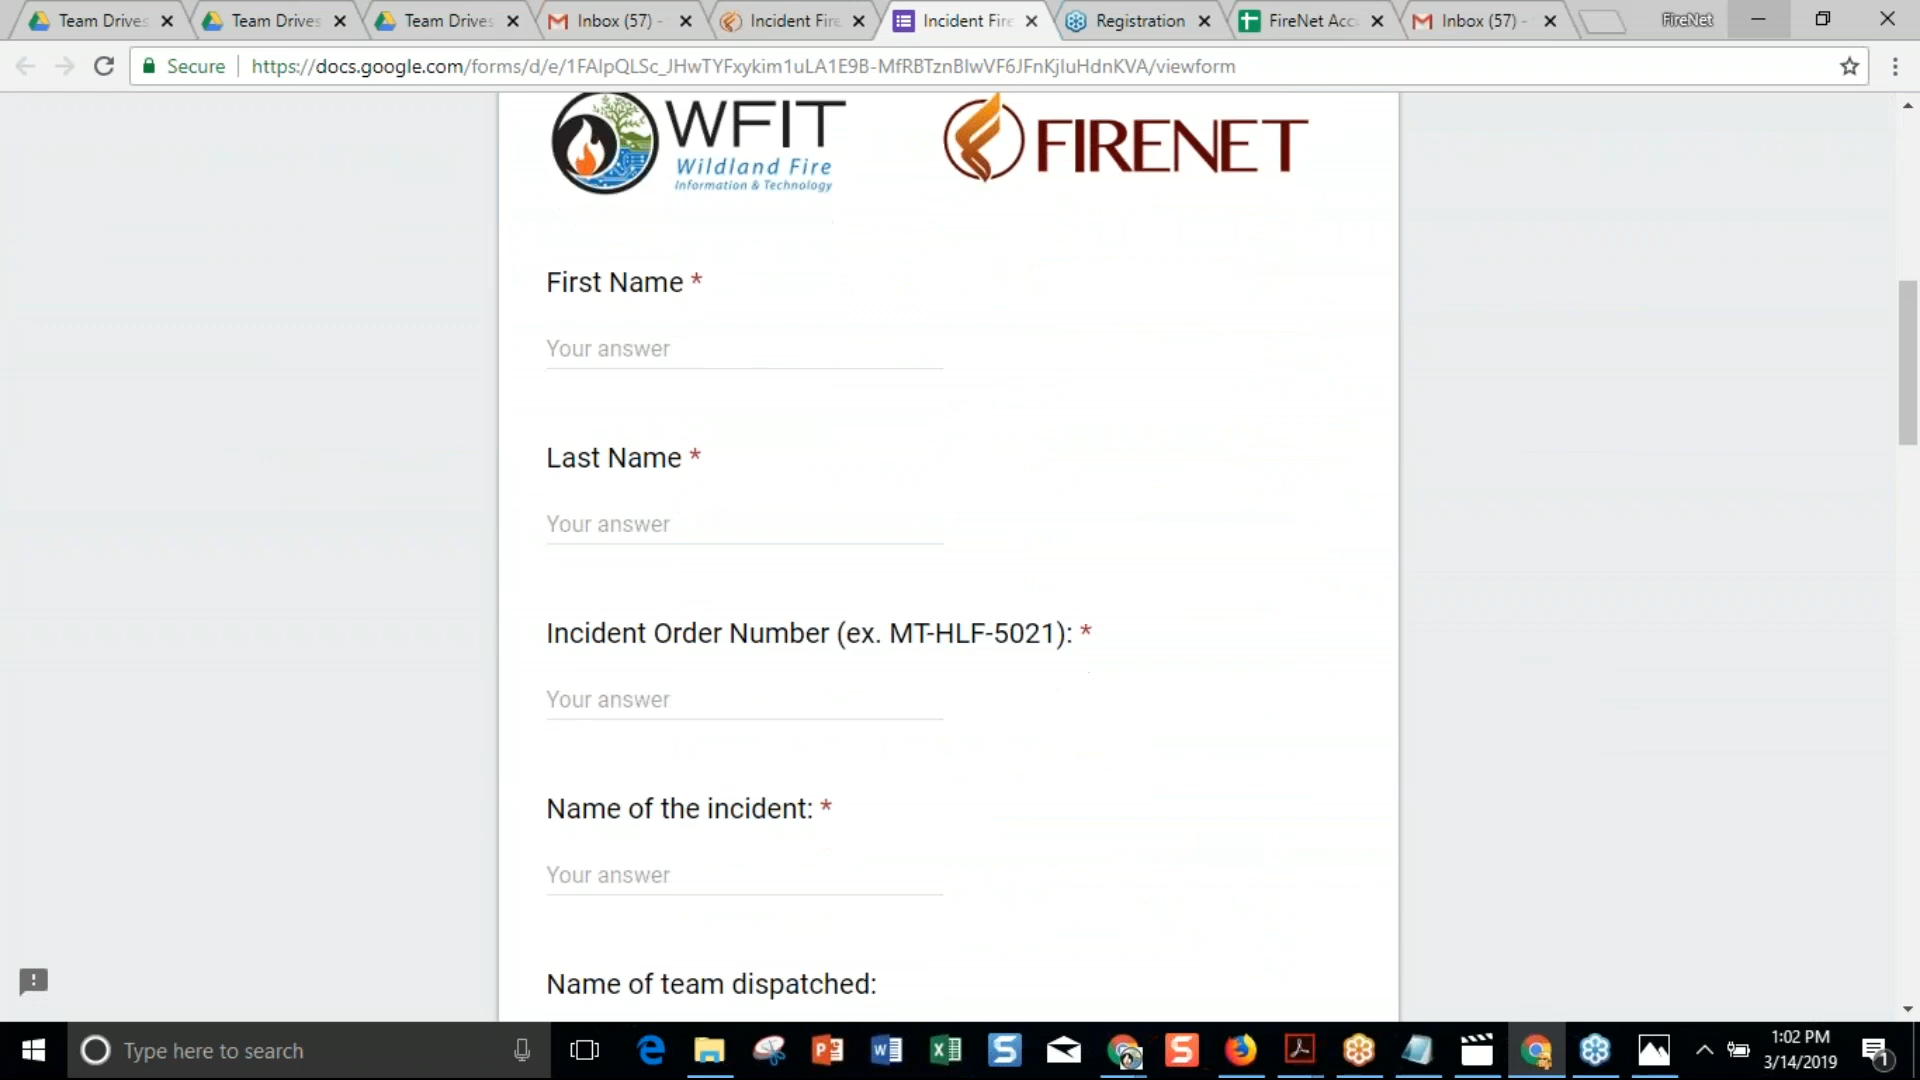 Team Drives
Team Drives
Team Drives
Inbox (57) -
Incident Fire
Incident Fire
Registration
FireNet Acc
Inbox (57) -
FireNet
Secure
https://docs.google.com/forms/d/e/1FAIpQLSc_JHwTYFxykim1uLA1E9B-MfRBTznBIwVF6JFnKjIuHdnKVA/viewform
WFIT
Wildland Fire
Information & Technology
FIRENET
First Name *
Your answer
Last Name *
Your answer
Incident Order Number (ex. MT-HLF-5021): *
Your answer
Name of the incident: *
Your answer
Name of team dispatched:
Type here to search
1:02 PM
3/14/2019
1